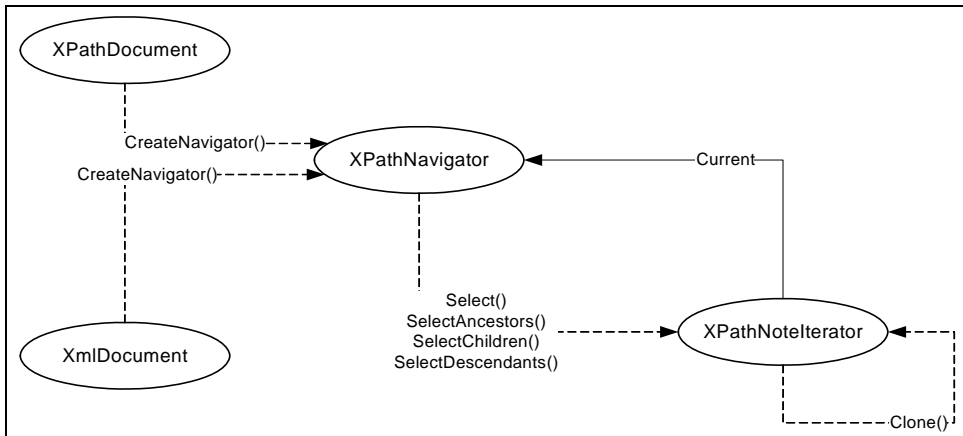 XPathDocument
CreateNavigator()
XPathNavigator
Current
CreateNavigator()
Select()
SelectAncestors()
SelectChildren()
SelectDescendants()
XPathNoteIterator
XmlDocument
Clone()